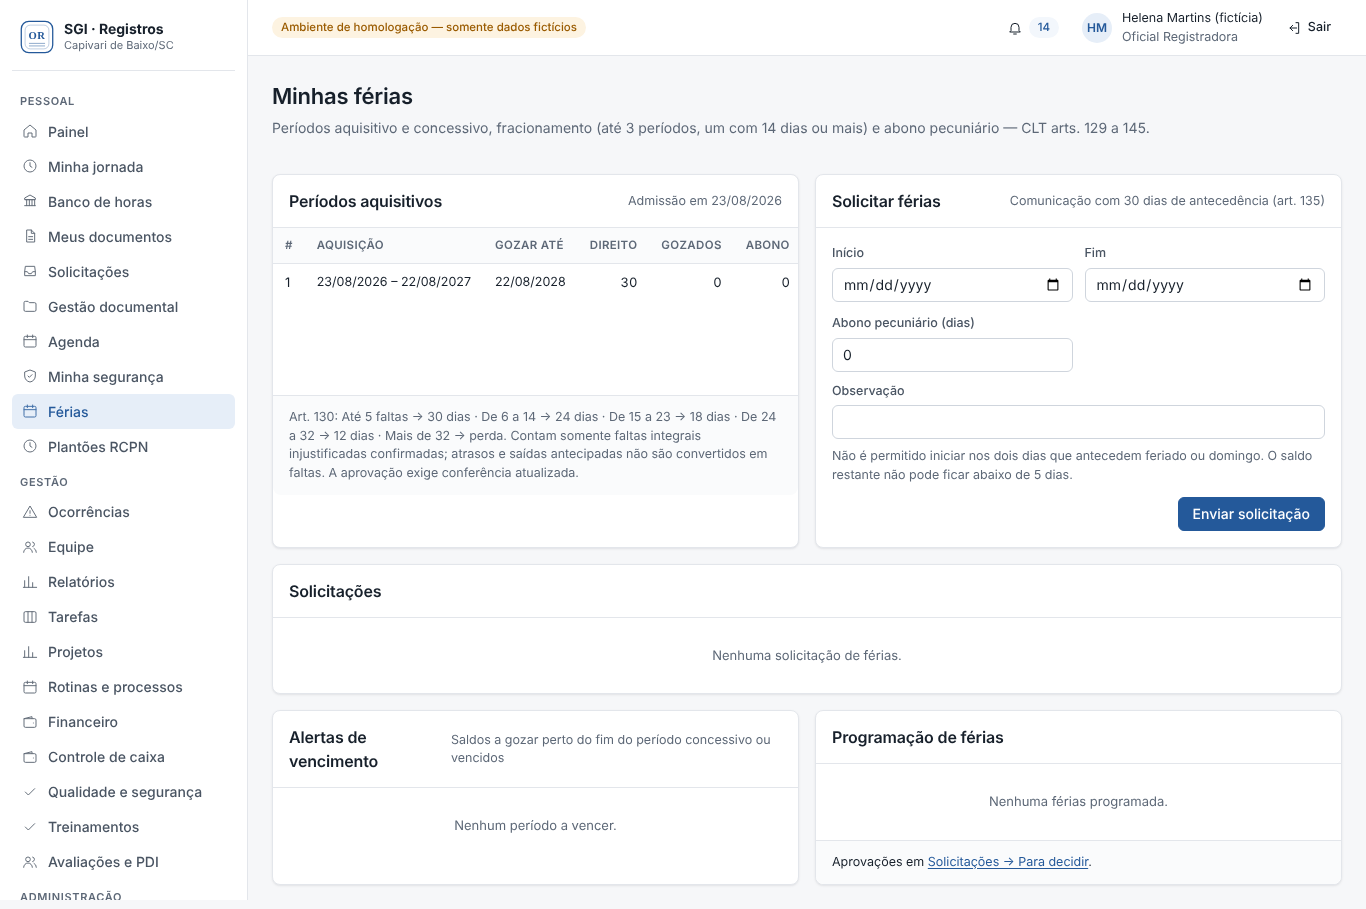 OR
SGI · Registros
Capivari de Baixo/SC
PESSOAL
Painel
Minha jornada
Banco de horas
Meus documentos
Solicitações
Gestão documental
Agenda
Minha segurança
Férias
Plantões RCPN
GESTÃO
Ocorrências
Equipe
Relatórios
Tarefas
Projetos
Rotinas e processos
Financeiro
Controle de caixa
Qualidade e segurança
Treinamentos
Avaliações e PDI
ADMINISTRAÇÃO
Ambiente de homologação — somente dados fictícios
14
HM
Helena Martins (fictícia)
Oficial Registradora
Sair
Minhas férias
Períodos aquisitivo e concessivo, fracionamento (até 3 períodos, um com 14 dias ou mais) e abono pecuniário — CLT arts. 129 a 145.
Períodos aquisitivos
Admissão em 23/08/2026
# AQUISIÇÃO GOZAR ATÉ DIREITO GOZADOS ABONO
1 23/08/2026 – 22/08/2027 22/08/2028 30 0 0
Art. 130: Até 5 faltas → 30 dias · De 6 a 14 → 24 dias · De 15 a 23 → 18 dias · De 24
a 32 → 12 dias · Mais de 32 → perda. Contam somente faltas integrais
injustificadas confirmadas; atrasos e saídas antecipadas não são convertidos em
faltas. A aprovação exige conferência atualizada.
Solicitar férias
Comunicação com 30 dias de antecedência (art. 135)
Início
Fim
mm/dd/yyyy
mm/dd/yyyy
Abono pecuniário (dias)
0
Observação
Não é permitido iniciar nos dois dias que antecedem feriado ou domingo. O saldo
restante não pode ficar abaixo de 5 dias.
Enviar solicitação
Solicitações
Nenhuma solicitação de férias.
Alertas de
vencimento
Saldos a gozar perto do fim do período concessivo ou
vencidos
Nenhum período a vencer.
Programação de férias
Nenhuma férias programada.
Aprovações em Solicitações → Para decidir.